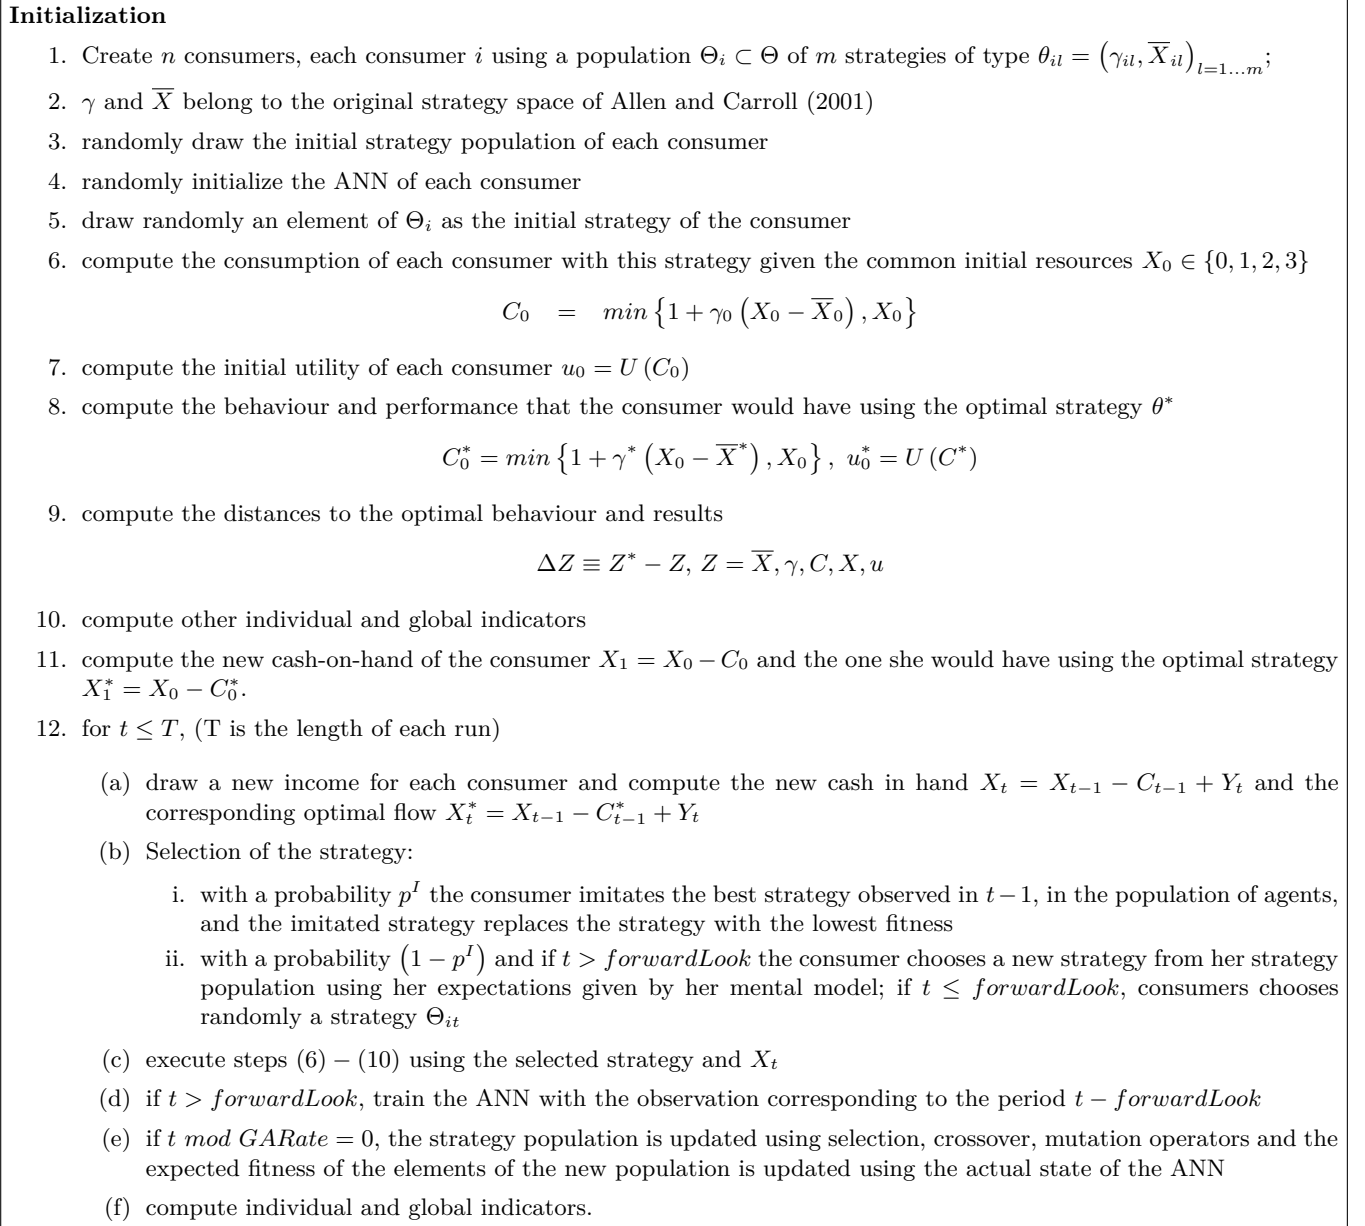 Initialization
1. Create n consumers, each consumer i using a population Θ_i ⊂ Θ of m strategies of type θ_il = (γ_il, X̄_il)_{l=1...m};
2. γ and X̄ belong to the original strategy space of Allen and Carroll (2001)
3. randomly draw the initial strategy population of each consumer
4. randomly initialize the ANN of each consumer
5. draw randomly an element of Θ_i as the initial strategy of the consumer
6. compute the consumption of each consumer with this strategy given the common initial resources X_0 ∈ {0, 1, 2, 3}
C_0 = min {1 + γ_0 (X_0 − X̄_0), X_0}
7. compute the initial utility of each consumer u_0 = U (C_0)
8. compute the behaviour and performance that the consumer would have using the optimal strategy θ*
C_0* = min {1 + γ* (X_0 − X̄*), X_0}, u_0* = U (C*)
9. compute the distances to the optimal behaviour and results
ΔZ ≡ Z* − Z, Z = X̄, γ, C, X, u
10. compute other individual and global indicators
11. compute the new cash-on-hand of the consumer X_1 = X_0 − C_0 and the one she would have using the optimal strategy
X_1* = X_0 − C_0*.
12. for t ≤ T, (T is the length of each run)
(a) draw a new income for each consumer and compute the new cash in hand X_t = X_{t−1} − C_{t−1} + Y_t and the
corresponding optimal flow X_t* = X_{t−1} − C*_{t−1} + Y_t
(b) Selection of the strategy:
i. with a probability p^I the consumer imitates the best strategy observed in t − 1, in the population of agents,
and the imitated strategy replaces the strategy with the lowest fitness
ii. with a probability (1 − p^I) and if t > forwardLook the consumer chooses a new strategy from her strategy
population using her expectations given by her mental model; if t ≤ forwardLook, consumers chooses
randomly a strategy Θ_it
(c) execute steps (6) − (10) using the selected strategy and X_t
(d) if t > forwardLook, train the ANN with the observation corresponding to the period t − forwardLook
(e) if t mod GARate = 0, the strategy population is updated using selection, crossover, mutation operators and the
expected fitness of the elements of the new population is updated using the actual state of the ANN
(f) compute individual and global indicators.